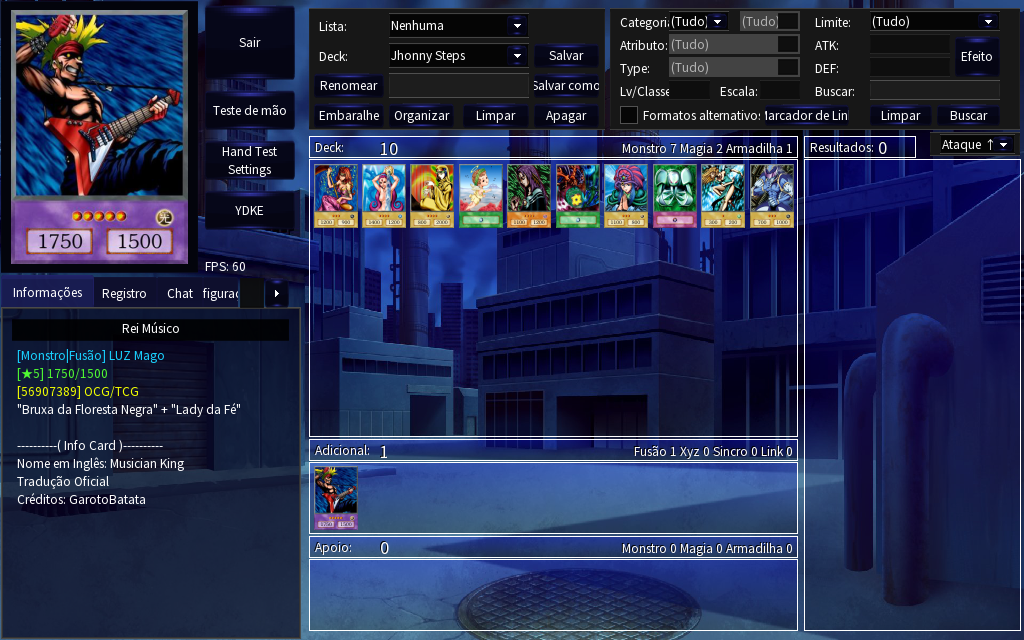 1750 1500
Sair
Teste de mão
Hand Test
Settings
YDKE
FPS: 60
Lista: Nenhuma
Deck: Jhonny Steps Salvar
Renomear Salvar como
Embaralhe Organizar Limpar Apagar
Categori: (Tudo) (Tudo) Limite: (Tudo)
Atributo: (Tudo) ATK:
Type: (Tudo) DEF: Efeito
Lv/Classe Escala: Buscar:
Formatos alternativos Marcador de Lin Limpar Buscar
Deck: 10 Monstro 7 Magia 2 Armadilha 1
Resultados: 0 Ataque ↑
Informações Registro Chat figuraç
Rei Músico
[Monstro|Fusão] LUZ Mago
[★5] 1750/1500
[56907389] OCG/TCG
"Bruxa da Floresta Negra" + "Lady da Fé"
----------( Info Card )----------
Nome em Inglês: Musician King
Tradução Oficial
Créditos: GarotoBatata
Adicional: 1 Fusão 1 Xyz 0 Sincro 0 Link 0
1750 1500
Apoio: 0 Monstro 0 Magia 0 Armadilha 0